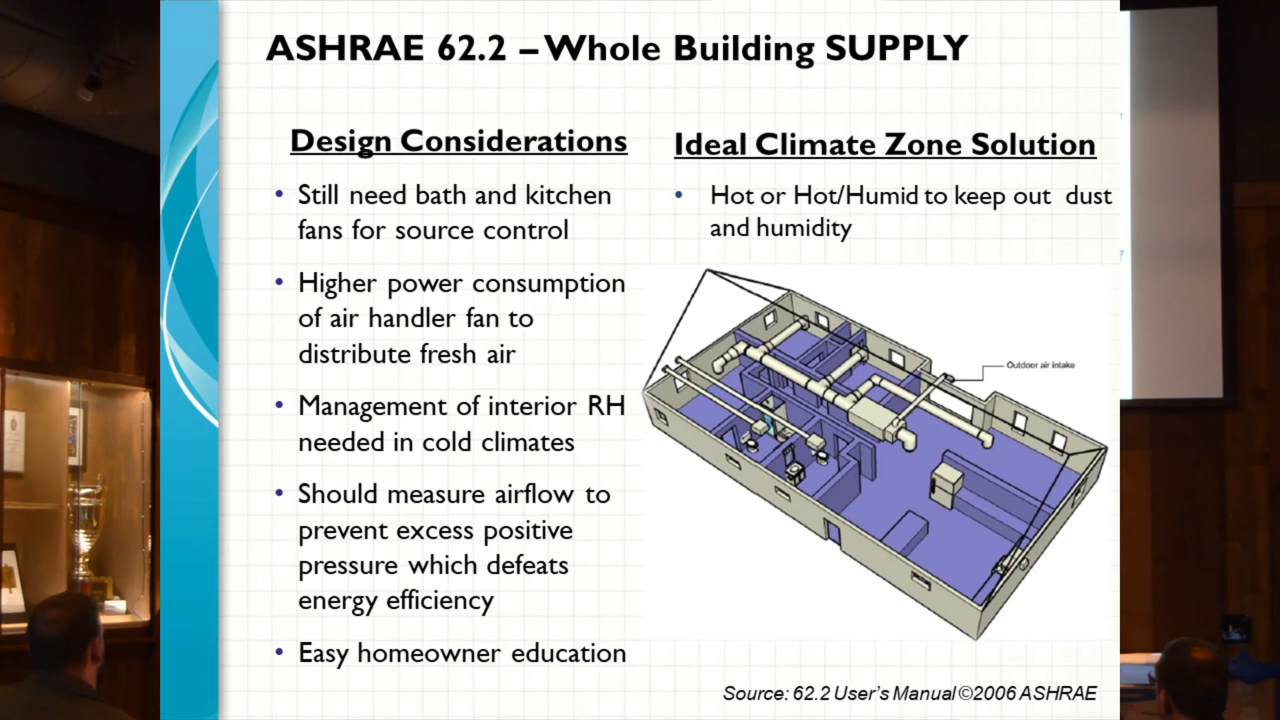 ASHRAE 62.2 – Whole Building SUPPLY
Design Considerations
• Still need bath and kitchen
fans for source control
• Higher power consumption
of air handler fan to
distribute fresh air
• Management of interior RH
needed in cold climates
• Should measure airflow to
prevent excess positive
pressure which defeats
energy efficiency
• Easy homeowner education
Ideal Climate Zone Solution
• Hot or Hot/Humid to keep out dust
and humidity
Outdoor air intake
Source: 62.2 User's Manual ©2006 ASHRAE